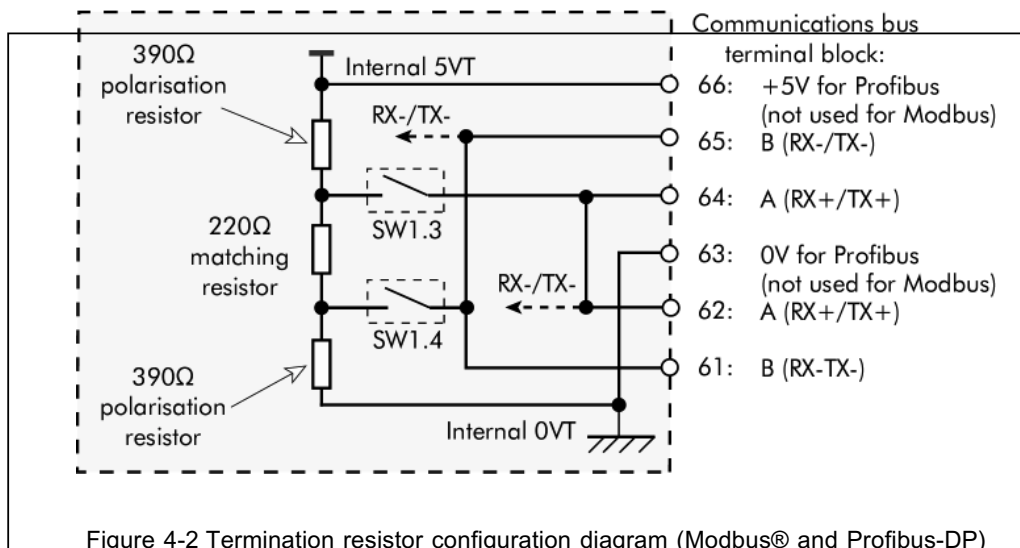 Communications bus
terminal block:
390Ω
polarisation
resistor
Internal 5VT
66: +5V for Profibus
(not used for Modbus)
RX-/TX-
65: B (RX-/TX-)
64: A (RX+/TX+)
SW1.3
220Ω
matching
resistor
63: 0V for Profibus
(not used for Modbus)
RX-/TX-
62: A (RX+/TX+)
SW1.4
61: B (RX-TX-)
390Ω
polarisation
resistor
Internal 0VT
Figure 4-2 Termination resistor configuration diagram (Modbus® and Profibus-DP)